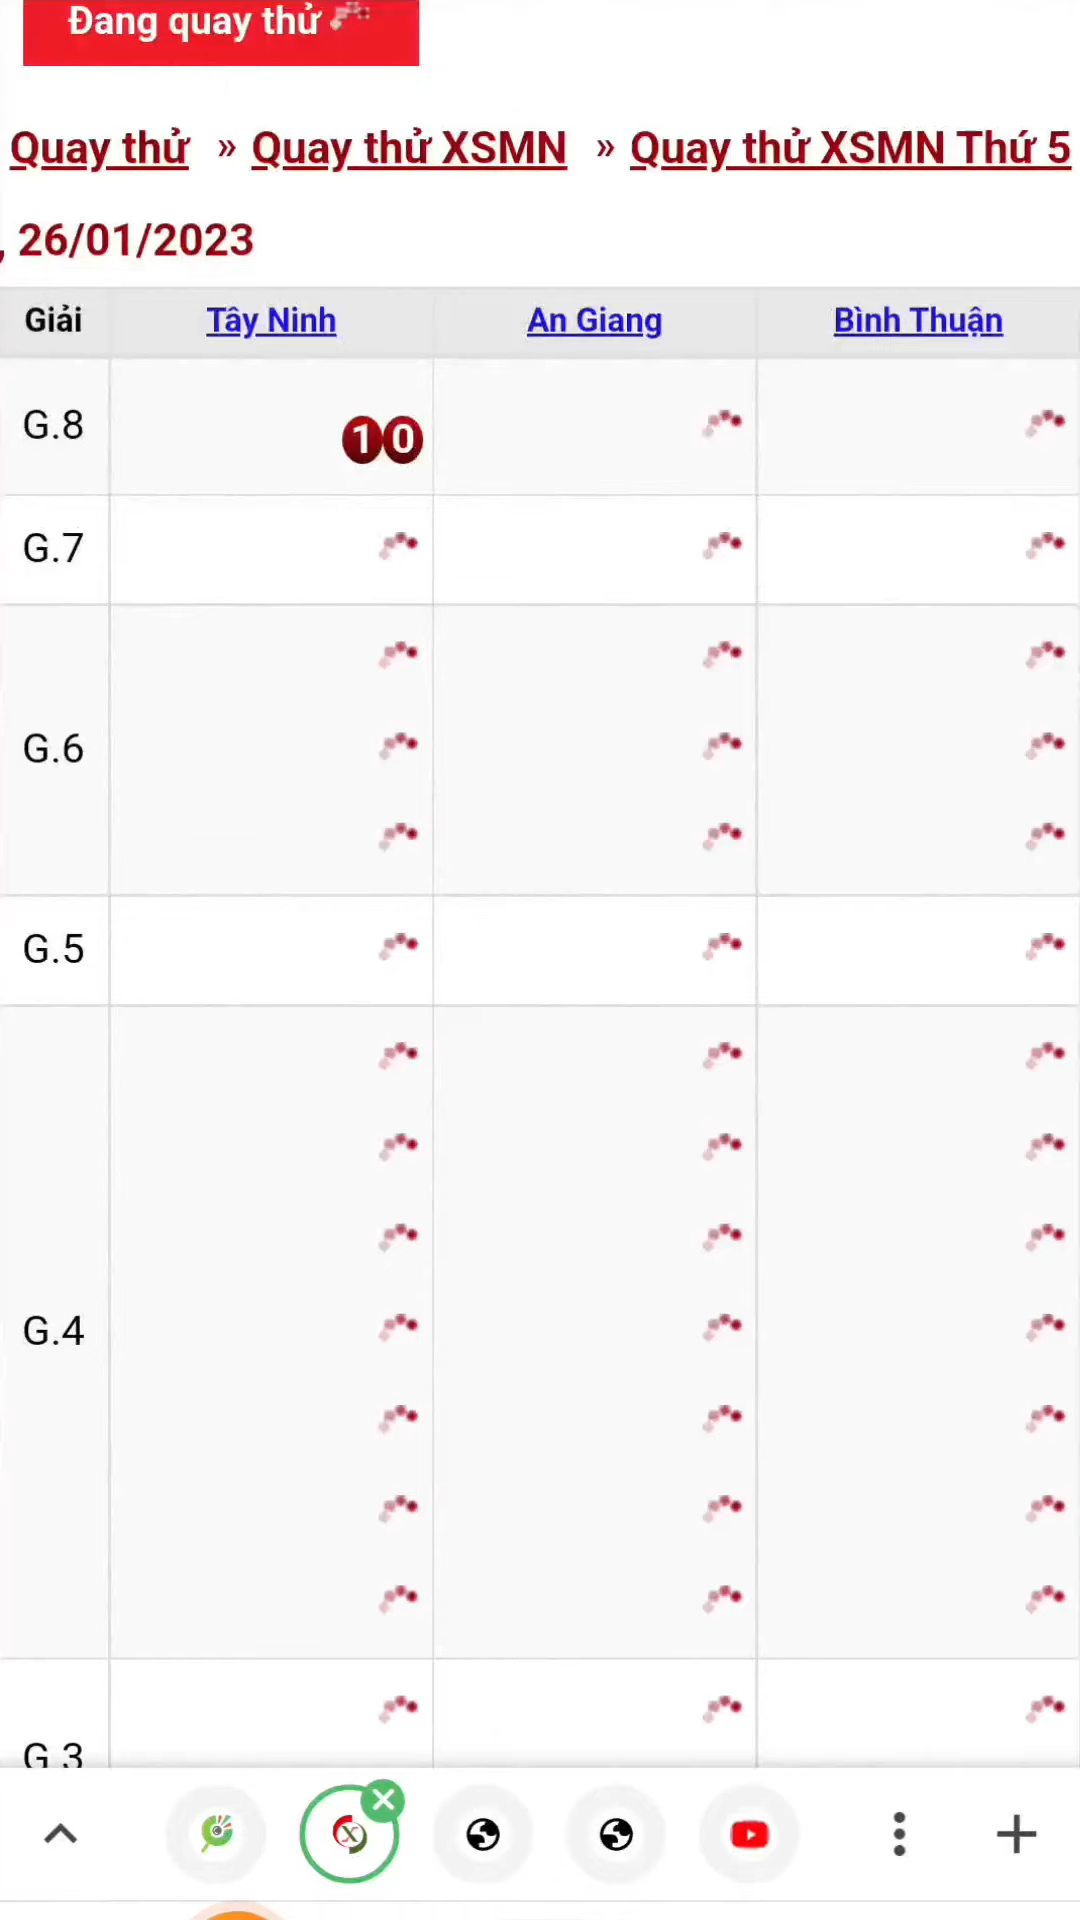 Đang quay thử
Quay thử » Quay thử XSMN » Quay thử XSMN Thứ 5
, 26/01/2023
Giải Tây Ninh An Giang Bình Thuận
G.8 10
G.7
G.6
G.5
G.4
G.3